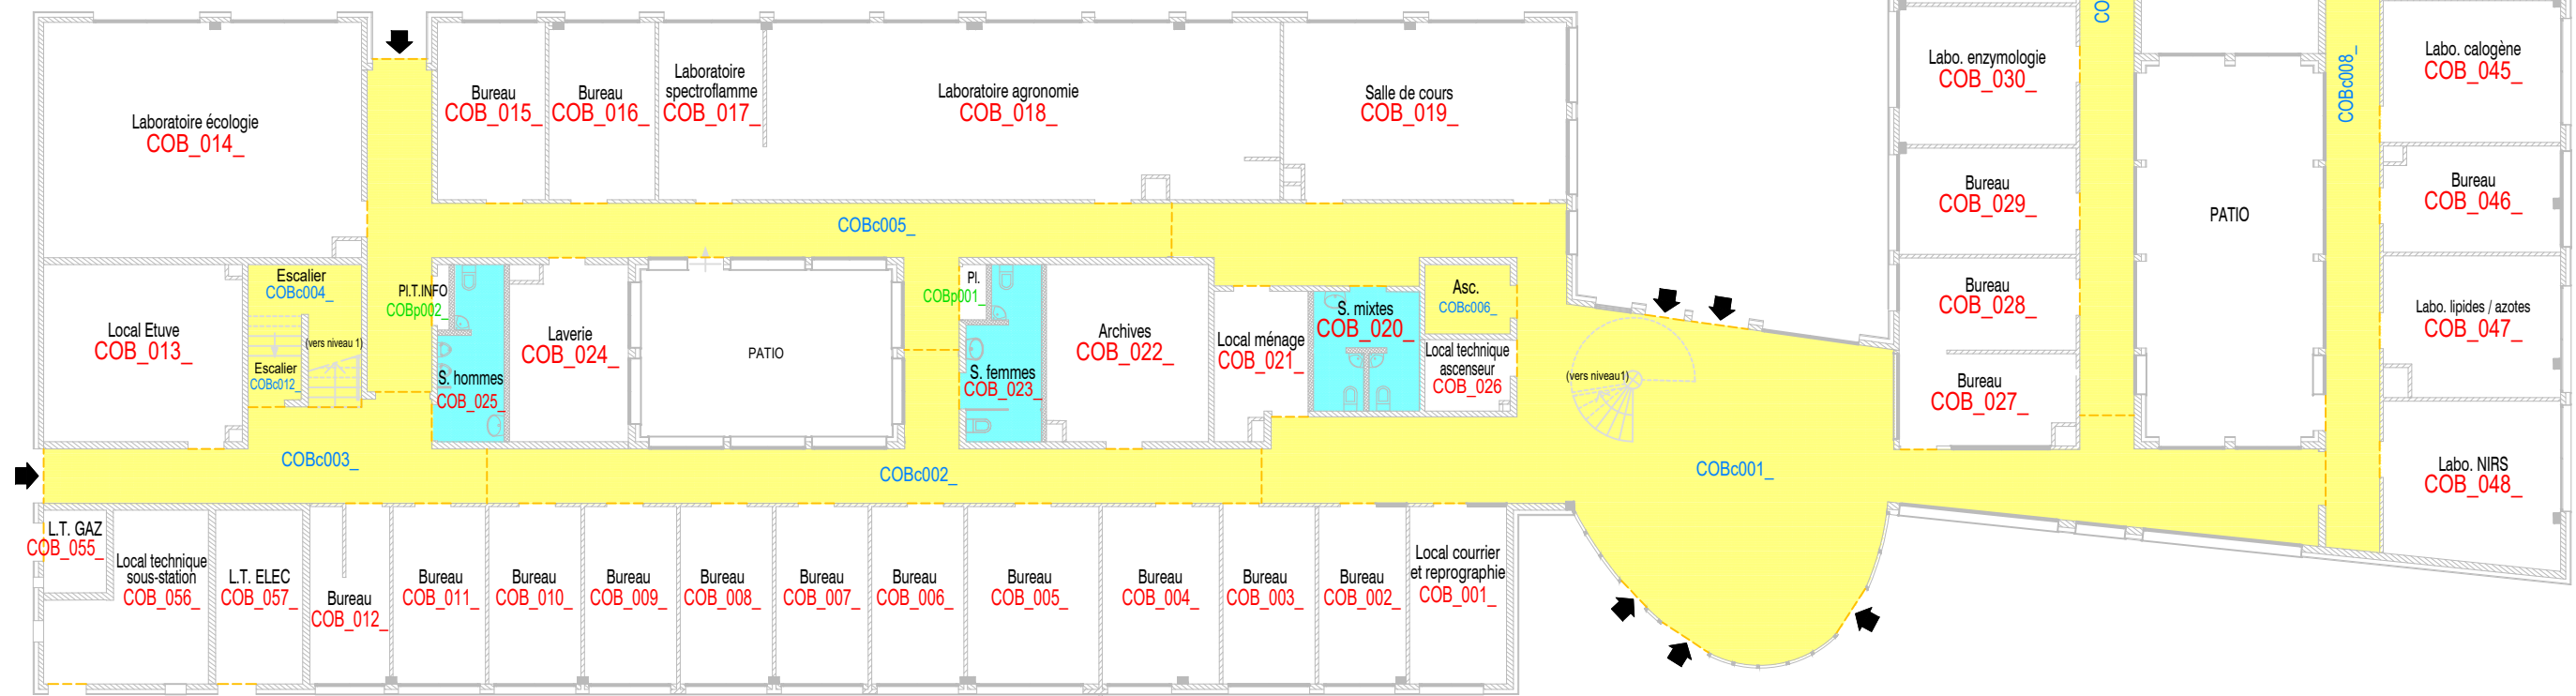 CO
COBc008_
Labo. calogène
COB_045_
Labo. enzymologie
COB_030_
Laboratoire écologie
COB_014_
Bureau
COB_015_
Bureau
COB_016_
Laboratoire
spectroflamme
COB_017_
Laboratoire agronomie
COB_018_
Salle de cours
COB_019_
Bureau
COB_029_
PATIO
Bureau
COB_046_
COBc005_
Escalier
COBc004_
Pl.T.INFO
COBp002_
Pl.
COBp001_
Asc.
COBc006_
Bureau
COB_028_
Labo. lipides / azotes
COB_047_
Local Etuve
COB_013_
(vers niveau 1)
Escalier
COBc012_
S. hommes
COB_025_
Laverie
COB_024_
PATIO
S. femmes
COB_023_
Archives
COB_022_
Local ménage
COB_021_
S. mixtes
COB_020_
Local technique
ascenseur
COB_026
(vers niveau1)
Bureau
COB_027_
COBc003_
COBc002_
COBc001_
Labo. NIRS
COB_048_
L.T. GAZ
COB_055_
Local technique
sous-station
COB_056_
L.T. ELEC
COB_057_
Bureau
COB_012_
Bureau
COB_011_
Bureau
COB_010_
Bureau
COB_009_
Bureau
COB_008_
Bureau
COB_007_
Bureau
COB_006_
Bureau
COB_005_
Bureau
COB_004_
Bureau
COB_003_
Bureau
COB_002_
Local courrier
et reprographie
COB_001_